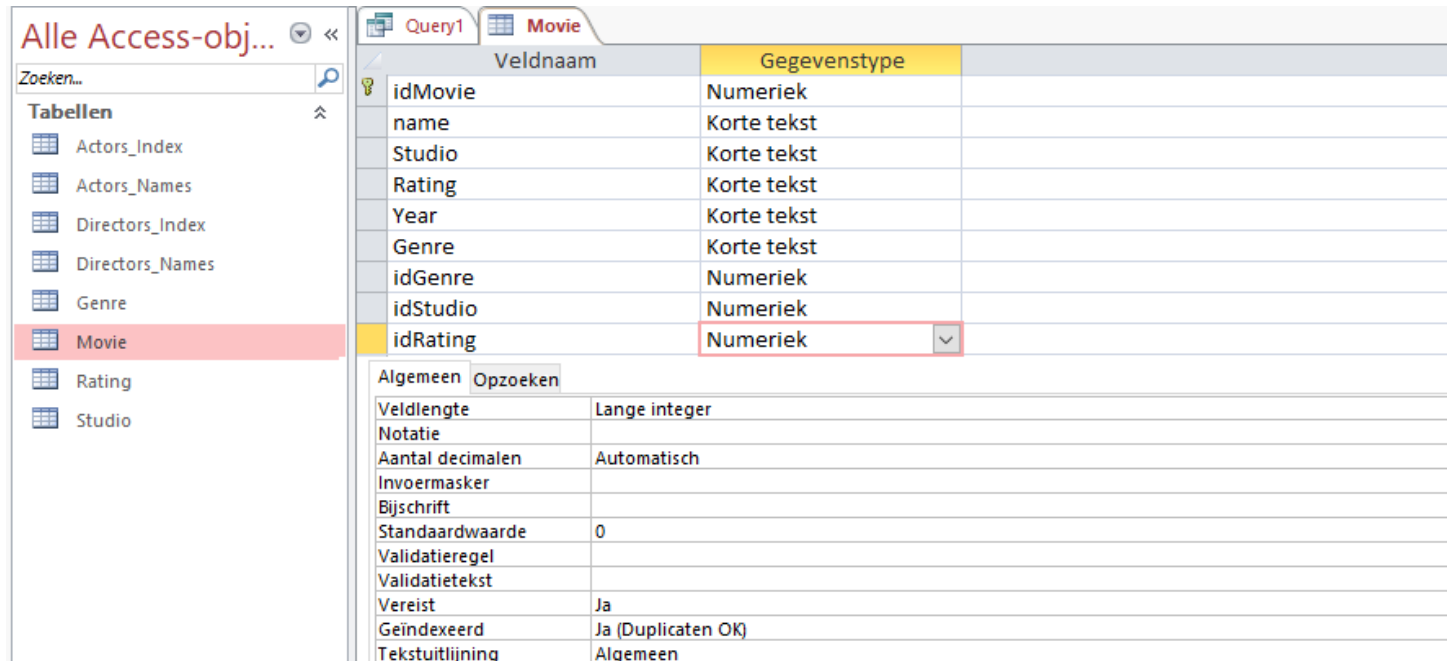 Alle Access-obj... «
Zoeken...
Tabellen
Actors_Index
Actors_Names
Directors_Index
Directors_Names
Genre
Movie
Rating
Studio
Query1 Movie
Veldnaam Gegevenstype
idMovie Numeriek
name Korte tekst
Studio Korte tekst
Rating Korte tekst
Year Korte tekst
Genre Korte tekst
idGenre Numeriek
idStudio Numeriek
idRating Numeriek
Algemeen Opzoeken
Veldlengte Lange integer
Notatie
Aantal decimalen Automatisch
Invoermasker
Bijschrift
Standaardwaarde 0
Validatieregel
Validatietekst
Vereist Ja
Geïndexeerd Ja (Duplicaten OK)
Tekstuitlijning Algemeen